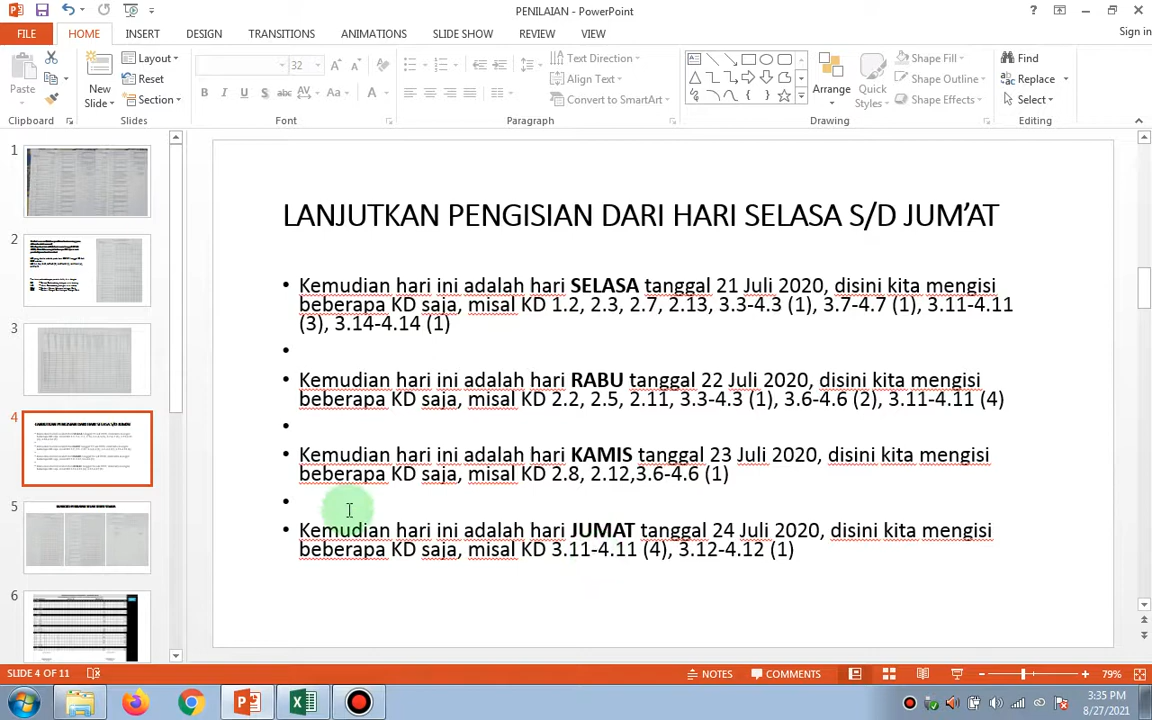 PENILAIAN - PowerPoint
?
FILE
HOME
INSERT
DESIGN
TRANSITIONS
ANIMATIONS
SLIDE SHOW
REVIEW
VIEW
Sign in
Paste
New
Slide
Layout
Reset
Section
32
B I U S abc AV Aa A
Text Direction
Align Text
Convert to SmartArt
Arrange
Quick
Styles
Shape Fill
Shape Outline
Shape Effects
Find
Replace
Select
Clipboard
Slides
Font
Paragraph
Drawing
Editing
1
2
3
4
5
6
LANJUTKAN PENGISIAN DARI HARI SELASA S/D JUM’AT
• Kemudian hari ini adalah hari SELASA tanggal 21 Juli 2020, disini kita mengisi
beberapa KD saja, misal KD 1.2, 2.3, 2.7, 2.13, 3.3-4.3 (1), 3.7-4.7 (1), 3.11-4.11
(3), 3.14-4.14 (1)
•
• Kemudian hari ini adalah hari RABU tanggal 22 Juli 2020, disini kita mengisi
beberapa KD saja, misal KD 2.2, 2.5, 2.11, 3.3-4.3 (1), 3.6-4.6 (2), 3.11-4.11 (4)
•
• Kemudian hari ini adalah hari KAMIS tanggal 23 Juli 2020, disini kita mengisi
beberapa KD saja, misal KD 2.8, 2.12,3.6-4.6 (1)
•
• Kemudian hari ini adalah hari JUMAT tanggal 24 Juli 2020, disini kita mengisi
beberapa KD saja, misal KD 3.11-4.11 (4), 3.12-4.12 (1)
SLIDE 4 OF 11
NOTES
COMMENTS
79%
3:35 PM
8/27/2021